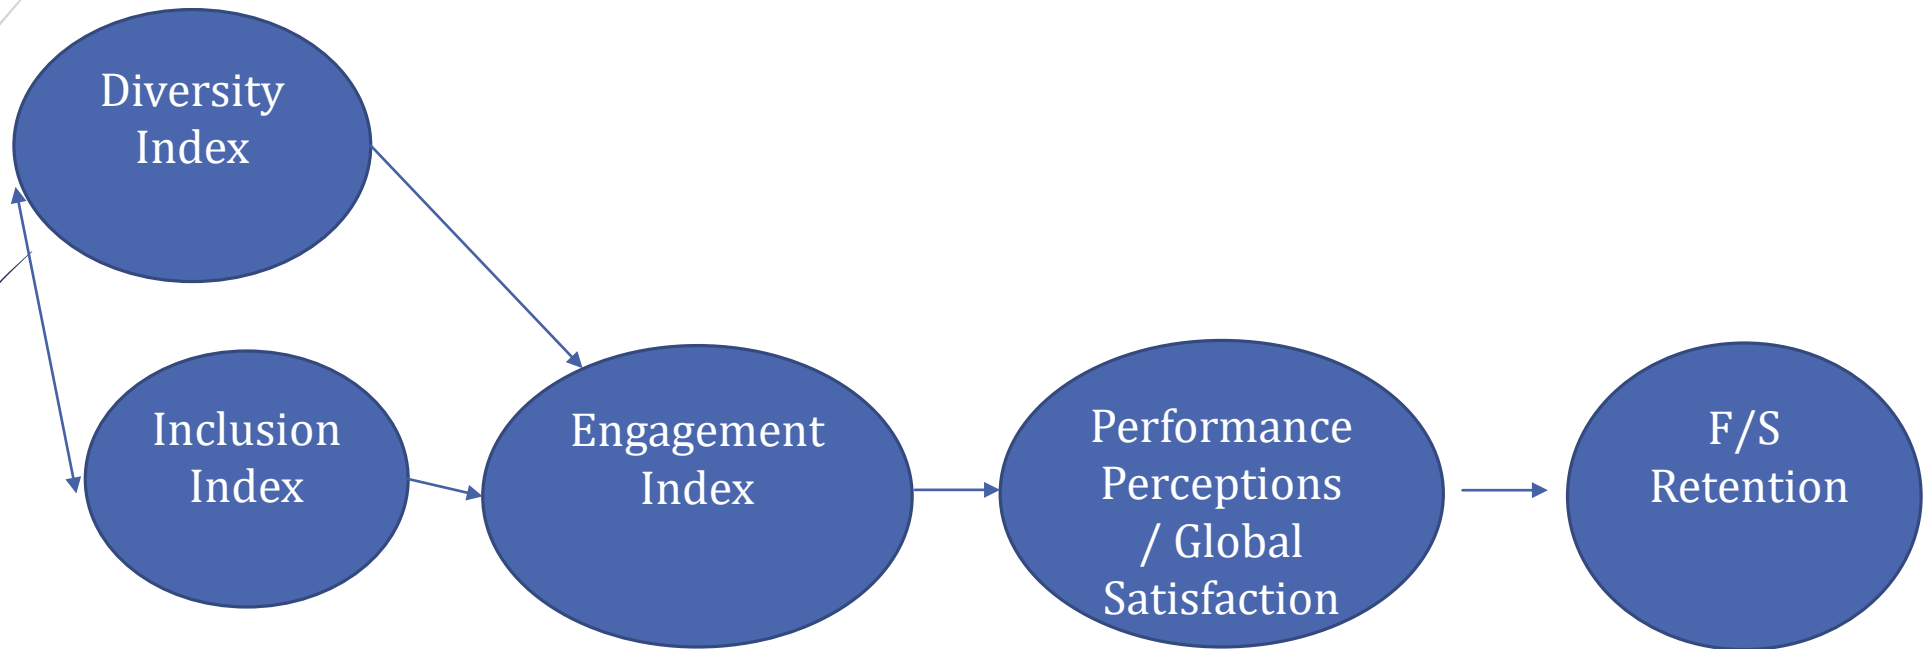 Diversity
Index
Inclusion
Index
Engagement
Index
Performance
Perceptions
/ Global
Satisfaction
F/S
Retention